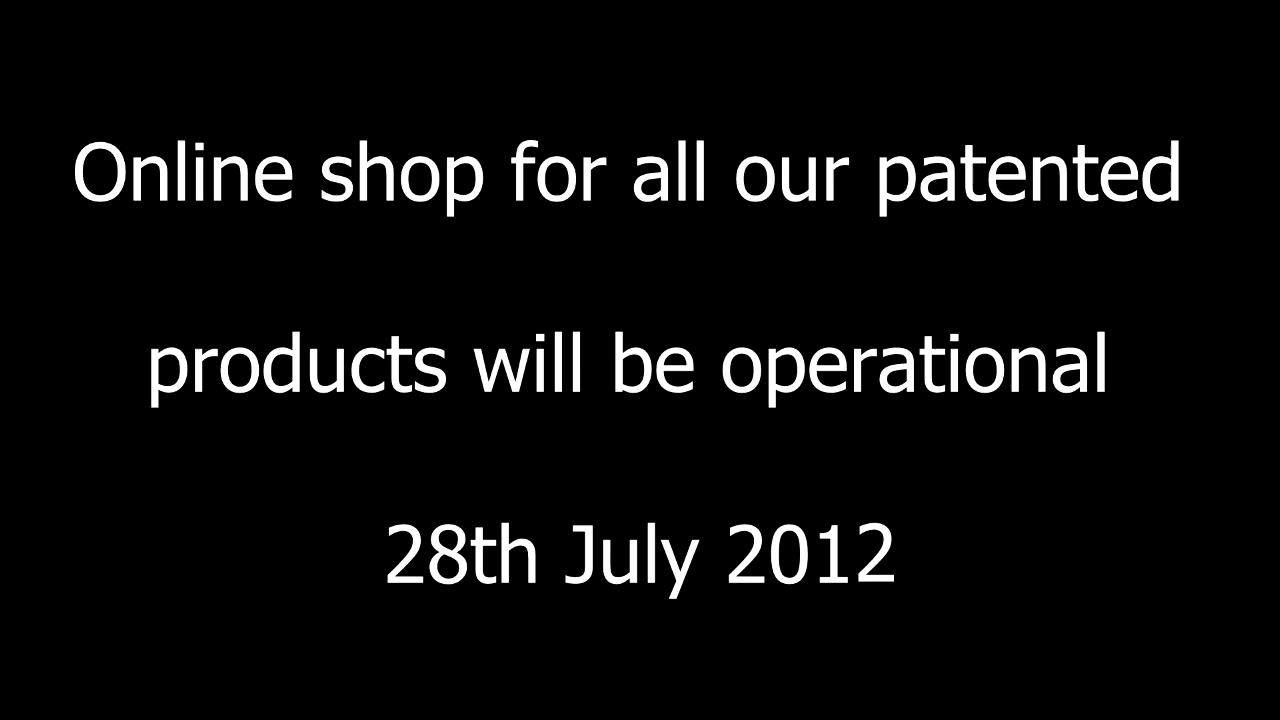 Online shop for all our patented
products will be operational
28th July 2012